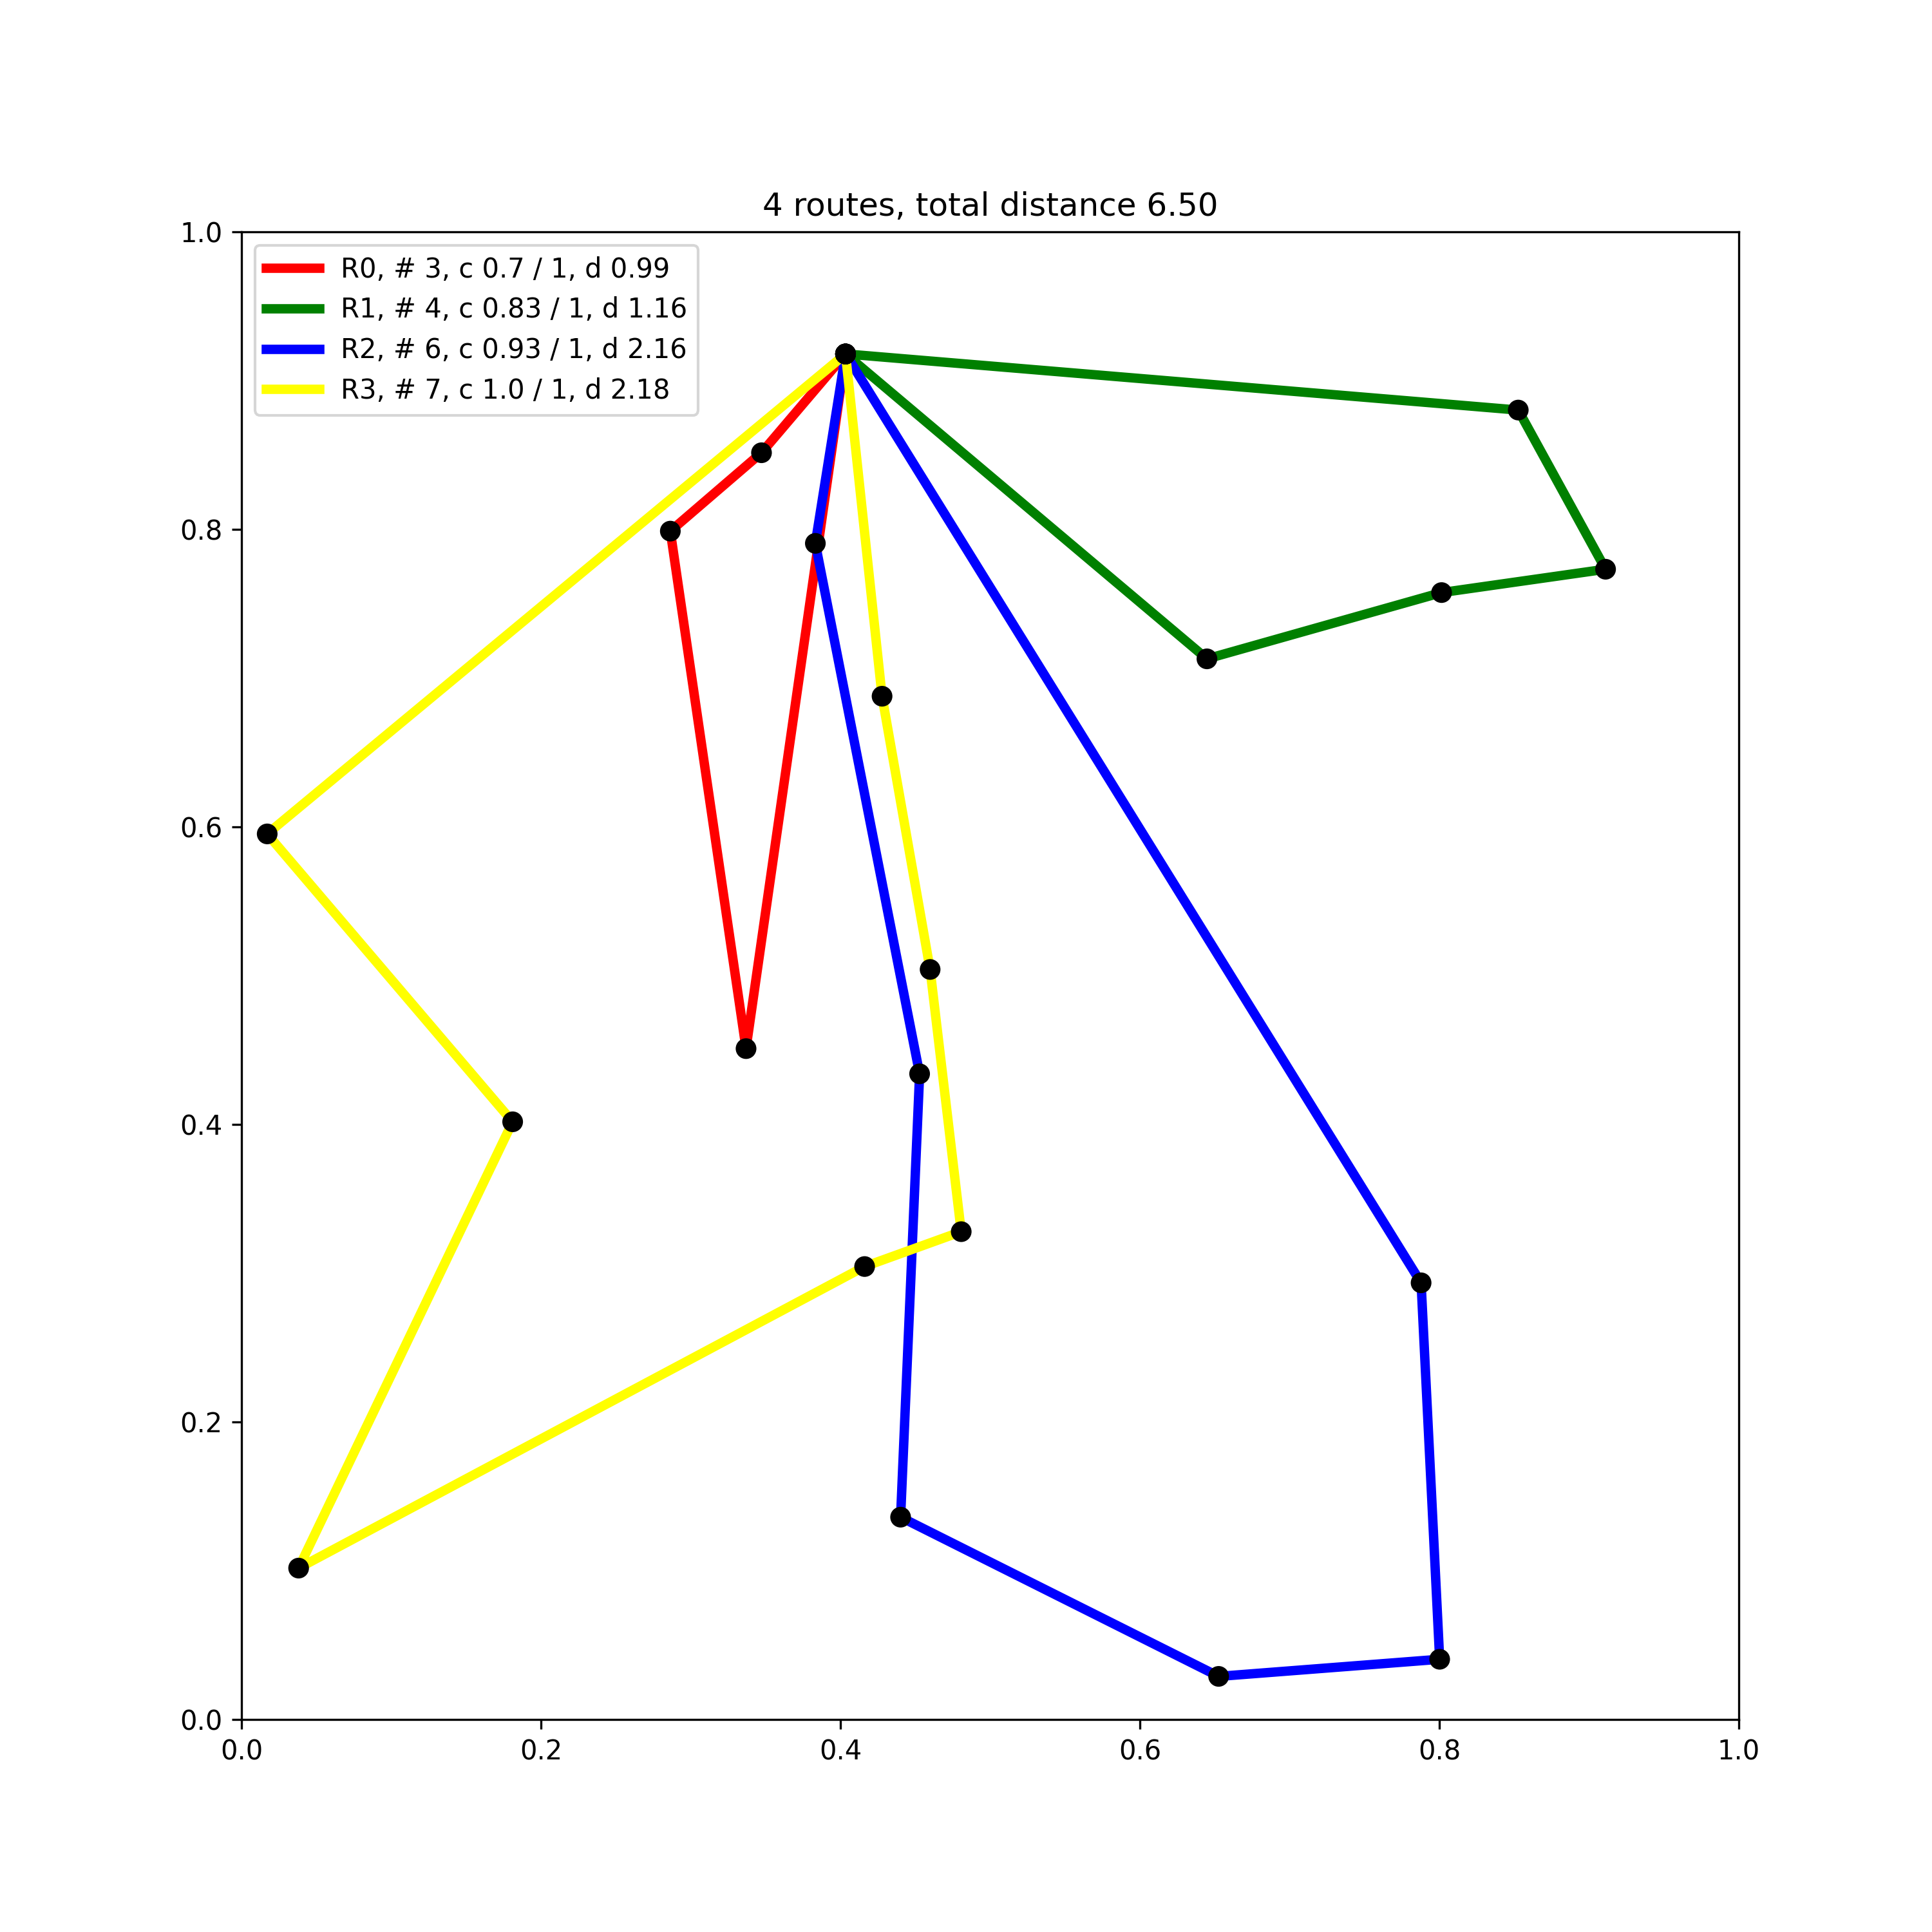 4 routes, total distance 6.50
R0, # 3, c 0.7 / 1, d 0.99
R1, # 4, c 0.83 / 1, d 1.16
R2, # 6, c 0.93 / 1, d 2.16
R3, # 7, c 1.0 / 1, d 2.18
1.0
0.8
0.6
0.4
0.2
0.0
0.0 0.2 0.4 0.6 0.8 1.0